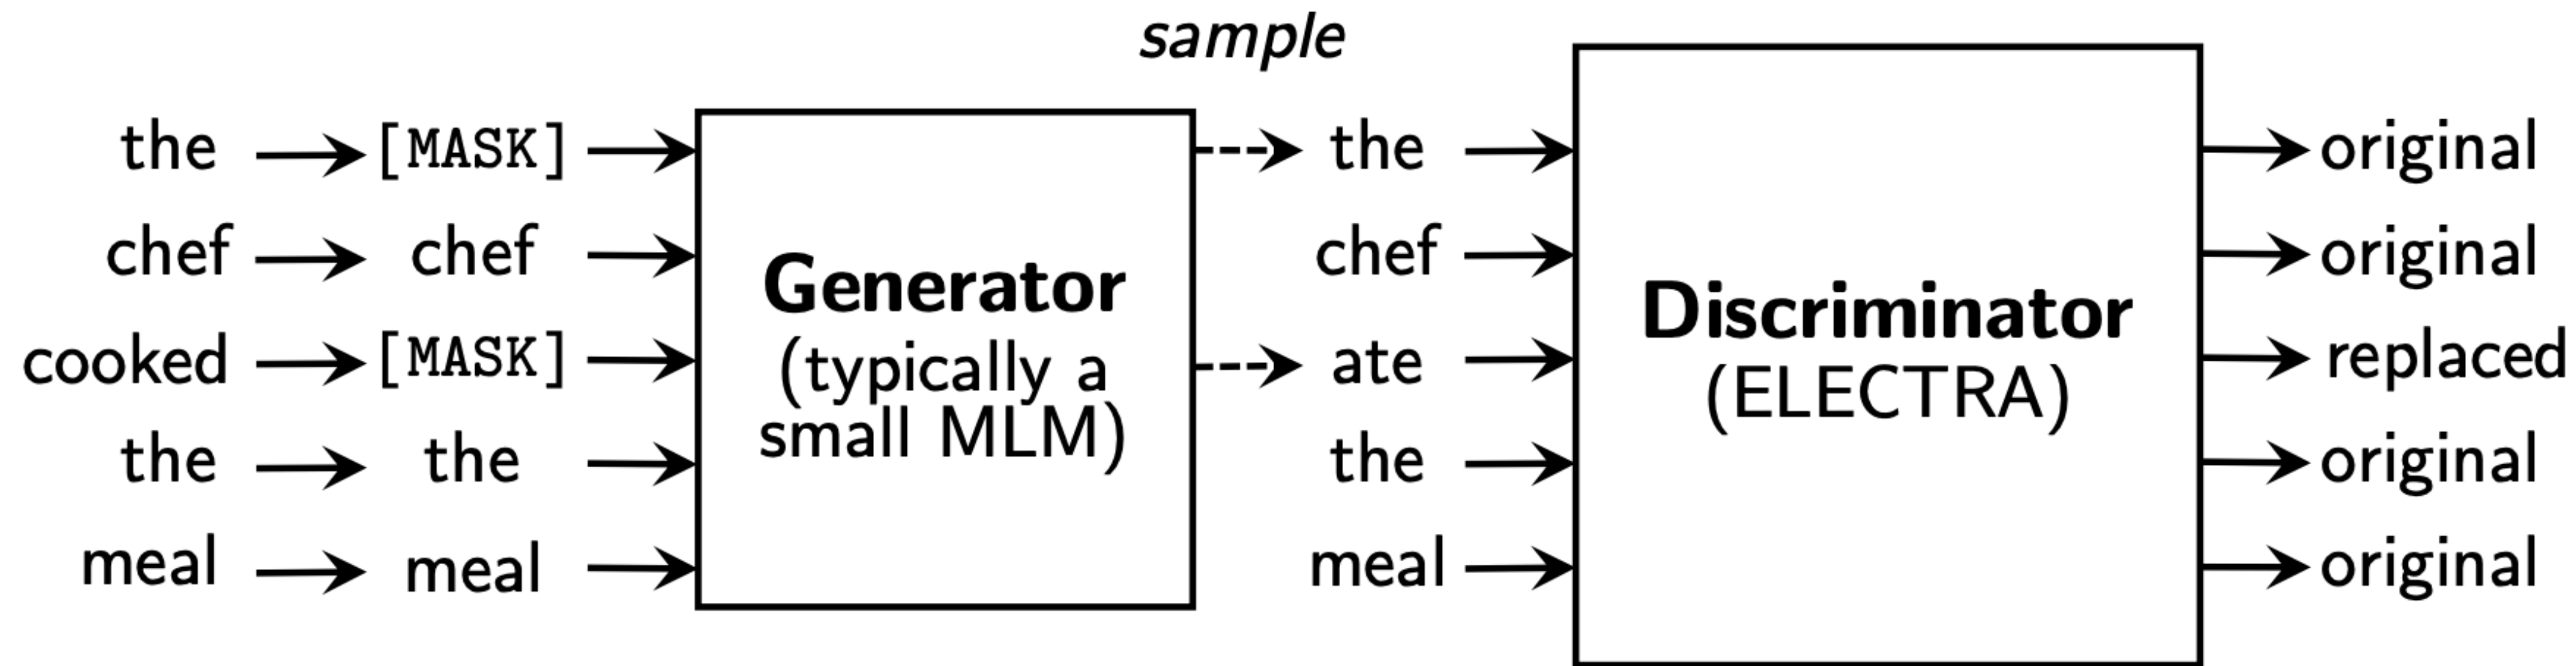 sample
the [MASK] the original
chef chef chef original
Generator
Discriminator
cooked [MASK] ate replaced
(typically a
(ELECTRA)
small MLM)
the the the original
meal meal meal original